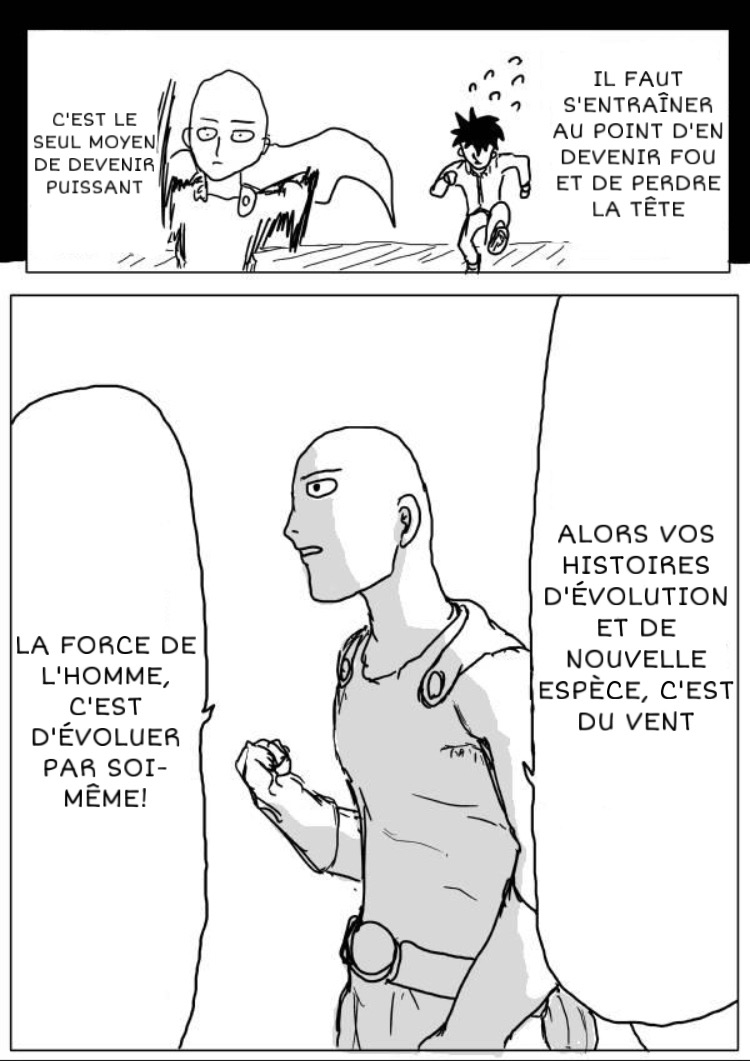 IL FAUT
S'ENTRAÎNER
AU POINT D'EN
DEVENIR FOU
ET DE PERDRE
LA TÊTE
C'EST LE
SEUL MOYEN
DE DEVENIR
PUISSANT
ALORS VOS
HISTOIRES
D'ÉVOLUTION
ET DE
NOUVELLE
ESPÈCE, C'EST
DU VENT
LA FORCE DE
L'HOMME,
C'EST
D'ÉVOLUER
PAR SOI-
MÊME!